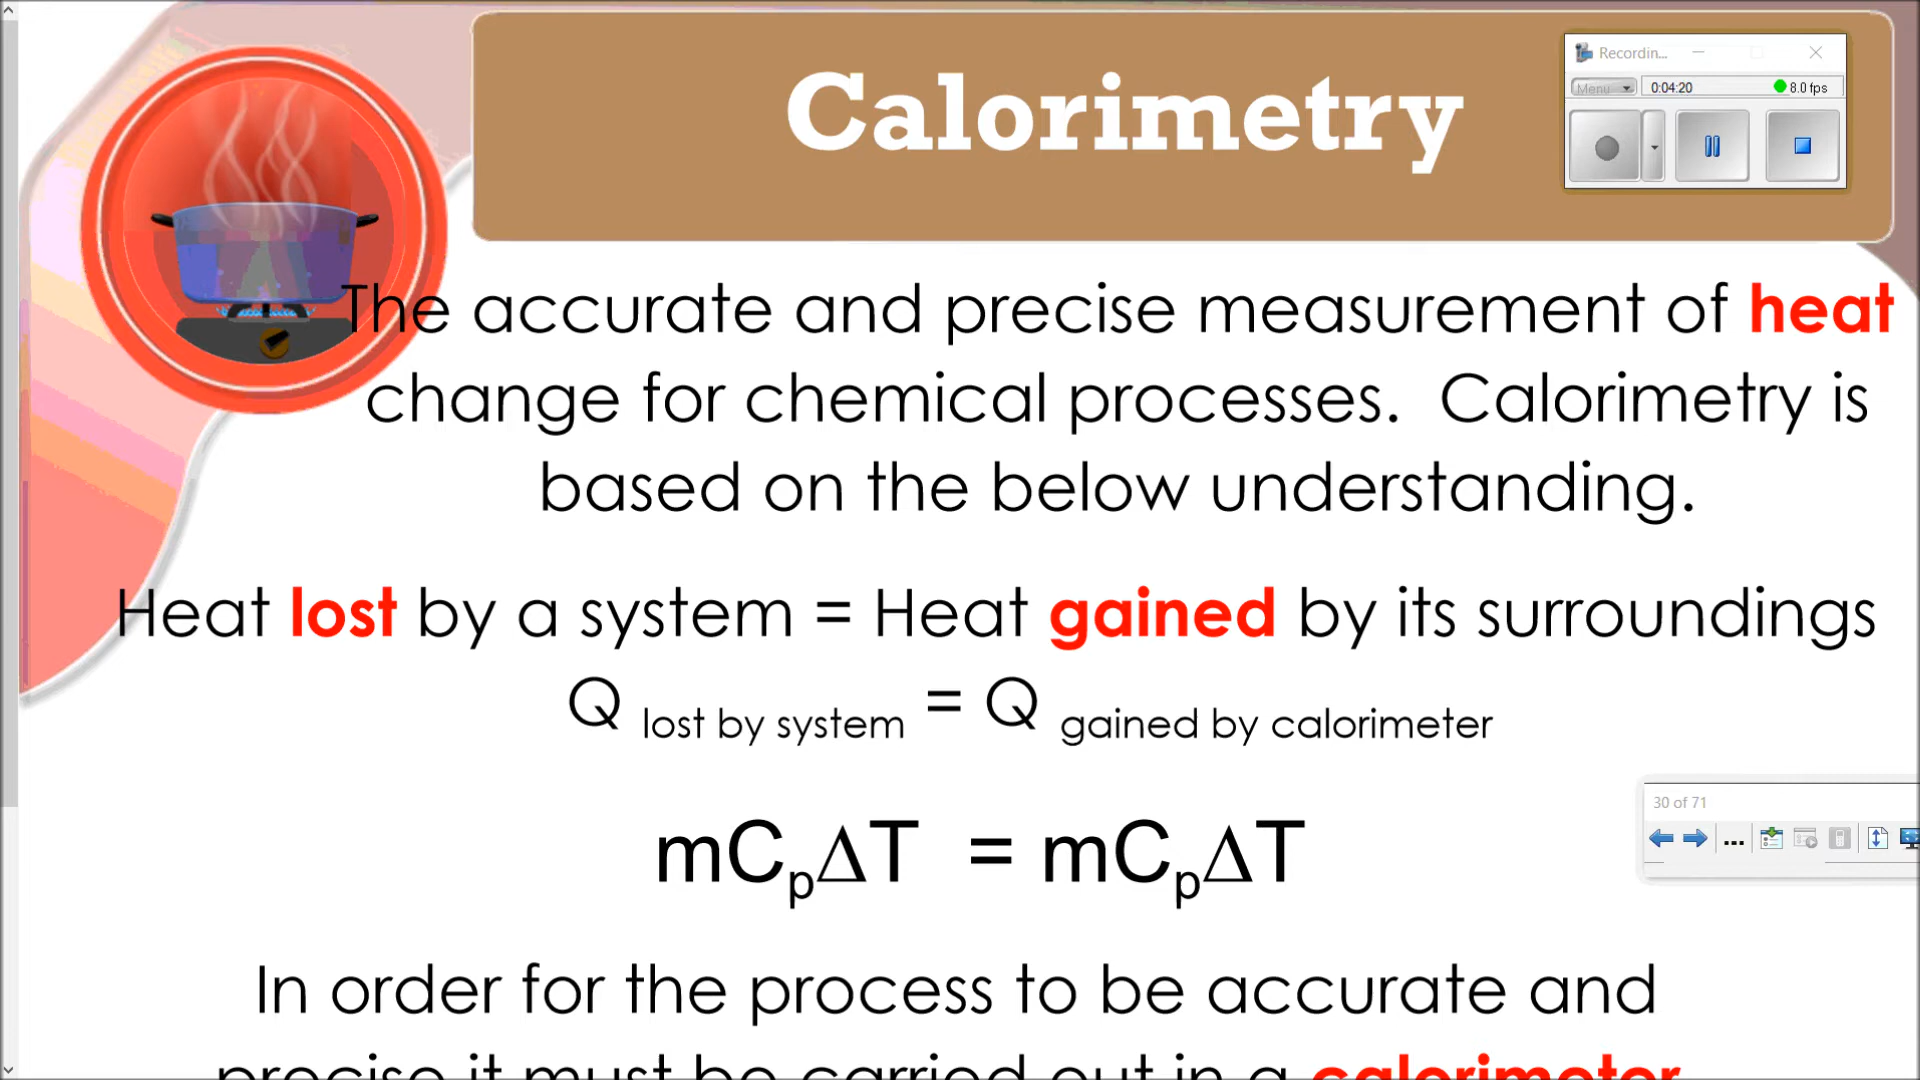 Calorimetry
Recordin...
Menu
0:04:20
8.0 fps
The accurate and precise measurement of heat
change for chemical processes. Calorimetry is
based on the below understanding.
Heat lost by a system = Heat gained by its surroundings
Q lost by system = Q gained by calorimeter
mCpΔT = mCpΔT
30 of 71
In order for the process to be accurate and
precise it must be carried out in a calorimeter